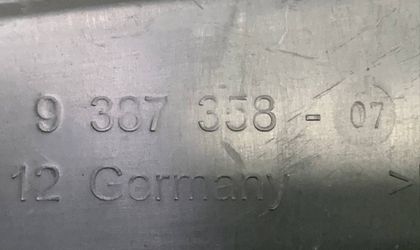 9 387 358 - 07
12 Germany >